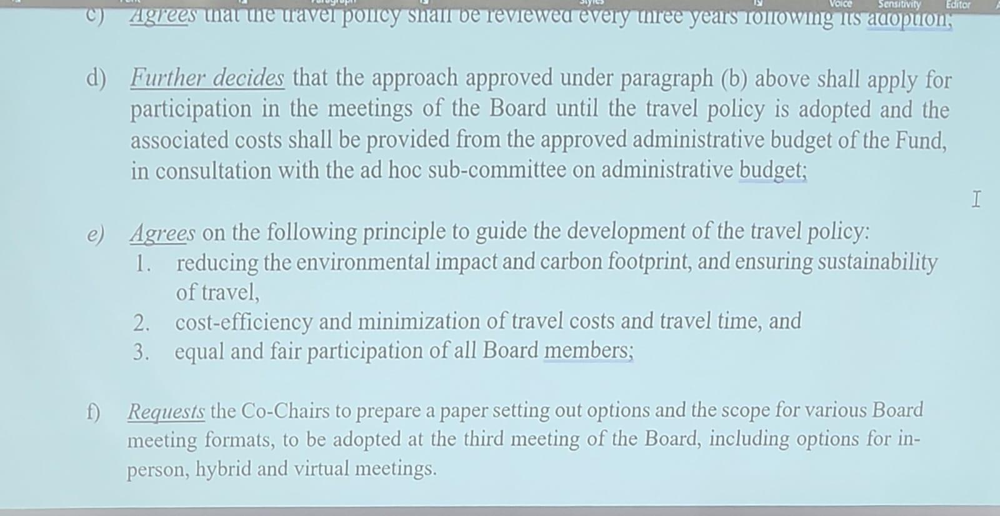 Paragraph
Styles
Voice
Sensitivity
Editor
c) Agrees that the travel policy shall be reviewed every three years following its adoption;
d) Further decides that the approach approved under paragraph (b) above shall apply for
participation in the meetings of the Board until the travel policy is adopted and the
associated costs shall be provided from the approved administrative budget of the Fund,
in consultation with the ad hoc sub-committee on administrative budget;
e) Agrees on the following principle to guide the development of the travel policy:
1. reducing the environmental impact and carbon footprint, and ensuring sustainability
of travel,
2. cost-efficiency and minimization of travel costs and travel time, and
3. equal and fair participation of all Board members;
f) Requests the Co-Chairs to prepare a paper setting out options and the scope for various Board
meeting formats, to be adopted at the third meeting of the Board, including options for in-
person, hybrid and virtual meetings.